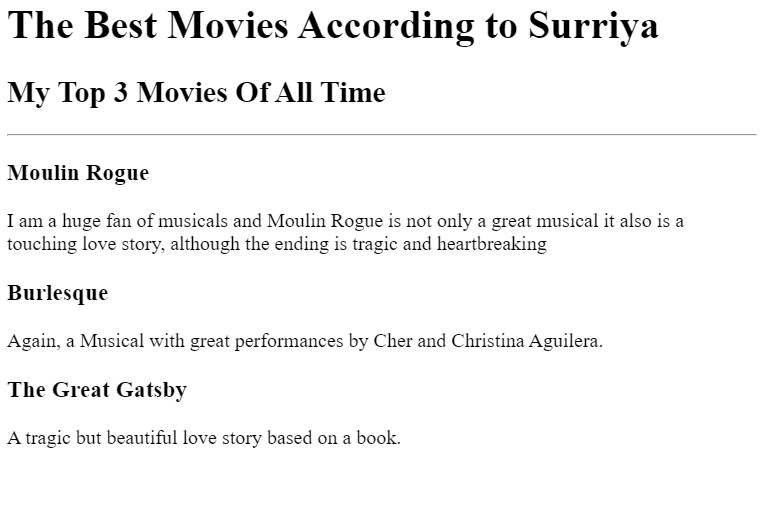 The Best Movies According to Surriya
My Top 3 Movies Of All Time
Moulin Rogue
I am a huge fan of musicals and Moulin Rogue is not only a great musical it also is a
touching love story, although the ending is tragic and heartbreaking
Burlesque
Again, a Musical with great performances by Cher and Christina Aguilera.
The Great Gatsby
A tragic but beautiful love story based on a book.